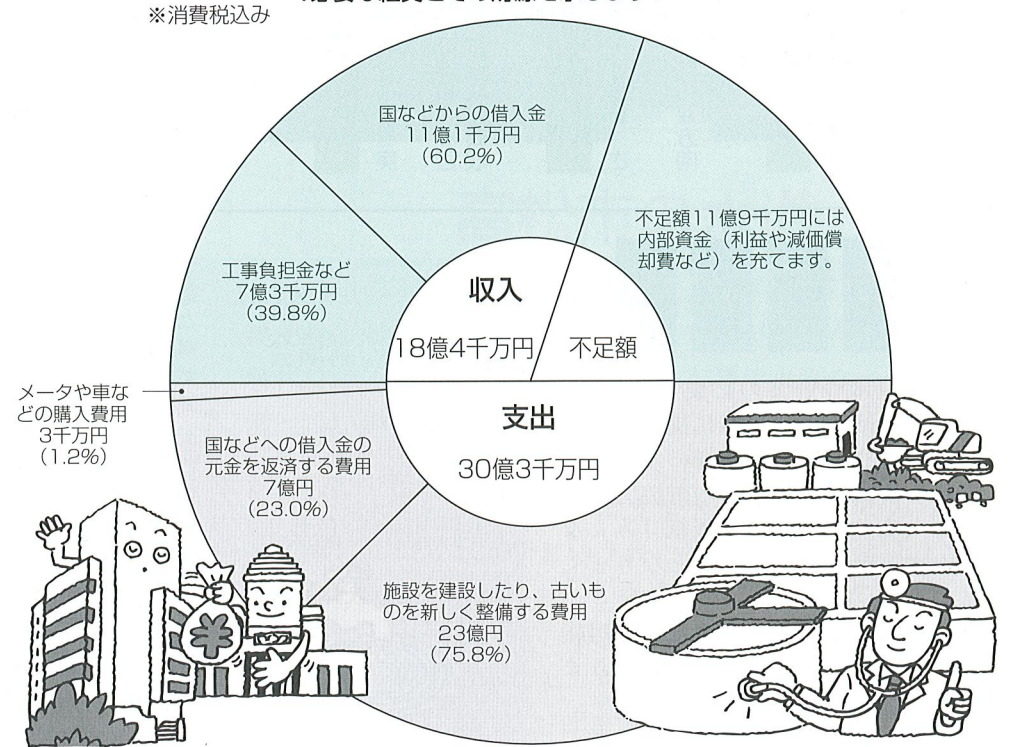 ※消費税込み
国などからの借入金
11億1千万円
(60.2%)
不足額11億9千万円には
内部資金(利益や減価償
却費など)を充てます。
工事負担金など
7億3千万円
(39.8%)
収入
18億4千万円
不足額
メータや車な
どの購入費用
3千万円
(1.2%)
支出
30億3千万円
国などへの借入金の
元金を返済する費用
7億円
(23.0%)
施設を建設したり、古いも
のを新しく整備する費用
23億円
(75.8%)
¥